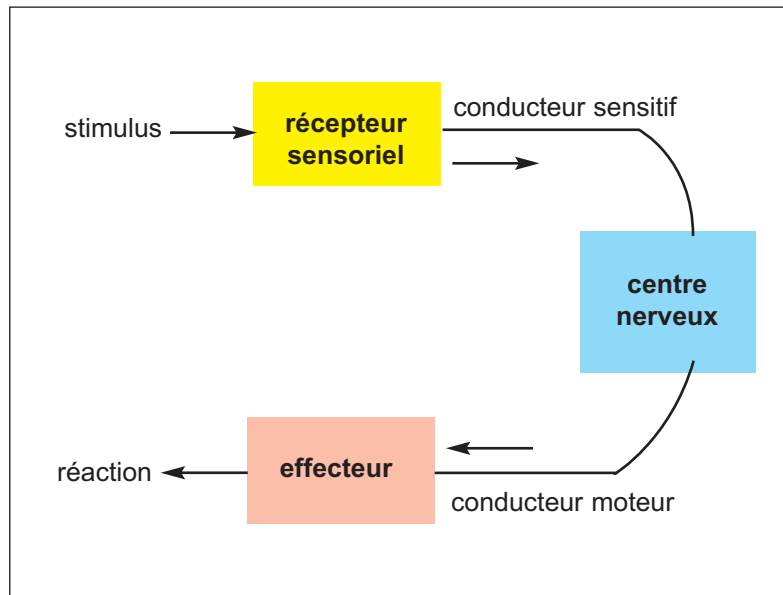 stimulus
récepteur
sensoriel
conducteur sensitif
centre
nerveux
réaction
effecteur
conducteur moteur